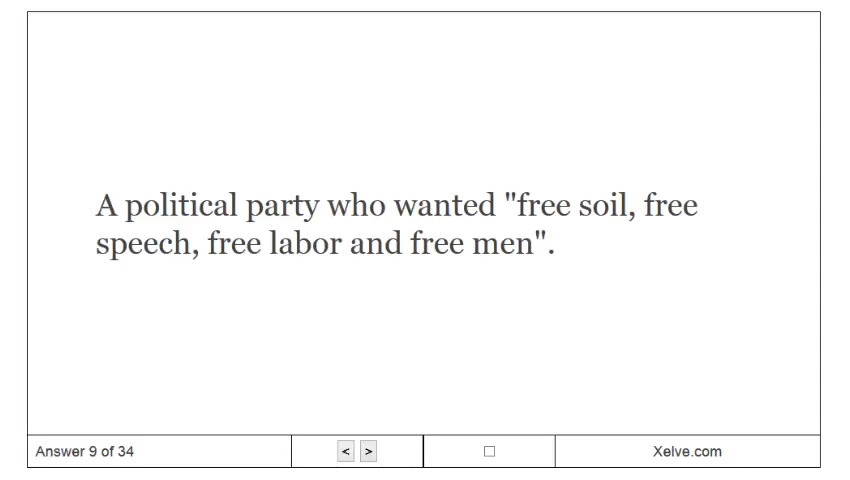 A political party who wanted "free soil, free
speech, free labor and free men".
Answer 9 of 34
< >
Xelve.com